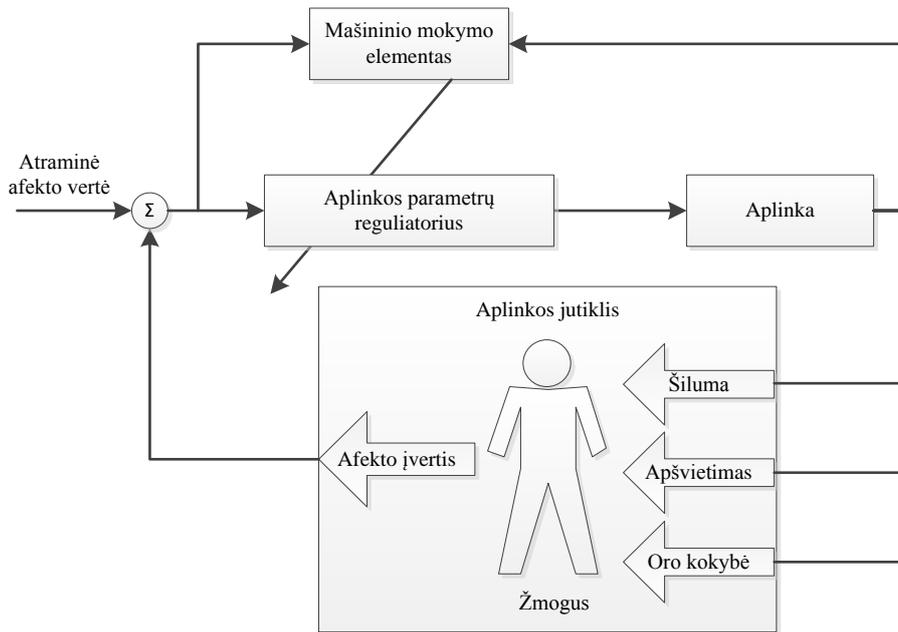 Mašininio mokymo
elementas
Atraminė
afekto vertė
Σ
Aplinkos parametrų
reguliatorius
Aplinka
Aplinkos jutiklis
Šiluma
Afekto įvertis
Apšvietimas
Oro kokybė
Žmogus